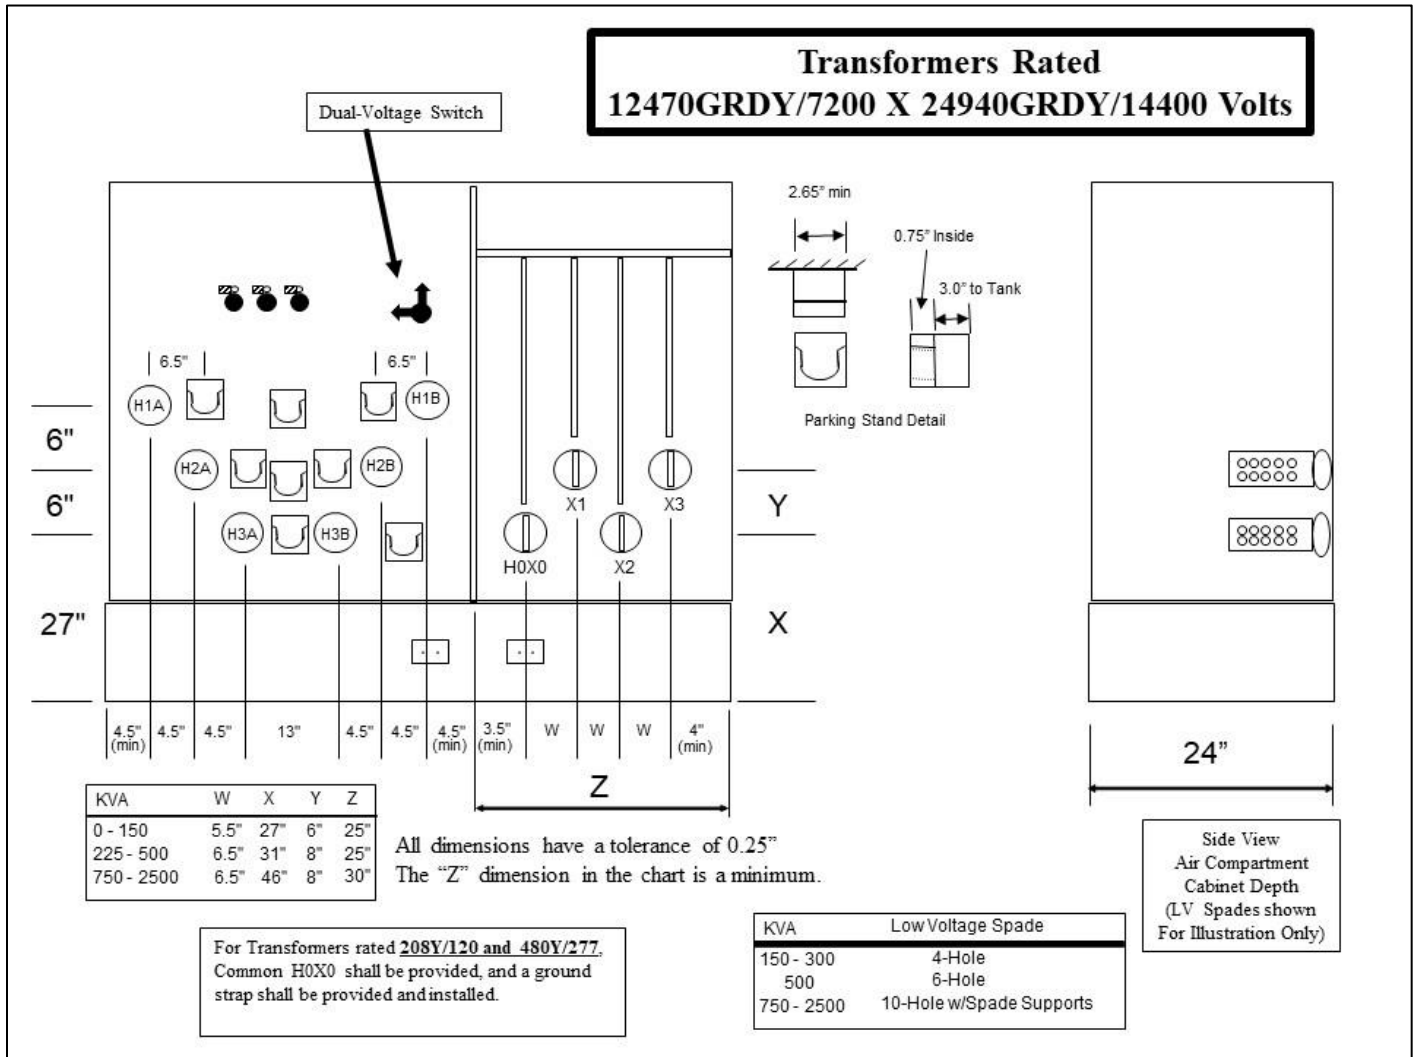 Transformers Rated
12470GRDY/7200 X 24940GRDY/14400 Volts
Dual-Voltage Switch
2.65" min
0.75" Inside
3.0" to Tank
Parking Stand Detail
6.5"
6.5"
H1A
H1B
6"
H2A
H2B
6"
H3A
H3B
X1
X3
H0X0
X2
Y
27"
X
4.5"
(min)
4.5"
4.5"
13"
4.5"
4.5"
4.5"
(min)
3.5"
(min)
W
W
W
4"
(min)
Z
24”
KVA W X Y Z
0 - 150 5.5" 27" 6" 25"
225 - 500 6.5" 31" 8" 25"
750 - 2500 6.5" 46" 8" 30"
All dimensions have a tolerance of 0.25”
The “Z” dimension in the chart is a minimum.
Side View
Air Compartment
Cabinet Depth
(LV Spades shown
For Illustration Only)
For Transformers rated 208Y/120 and 480Y/277,
Common H0X0 shall be provided, and a ground
strap shall be provided and installed.
KVA Low Voltage Spade
150 - 300 4-Hole
500 6-Hole
750 - 2500 10-Hole w/Spade Supports